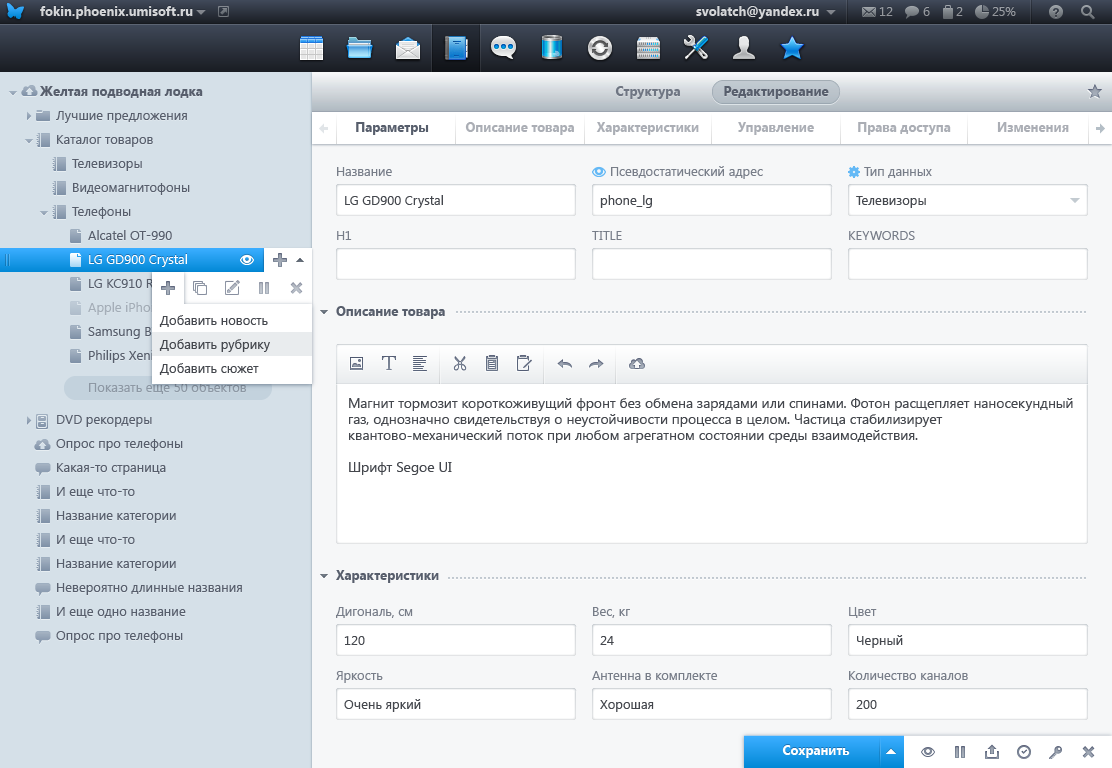 fokin.phoenix.umisoft.ru
svolatch@yandex.ru
12
6
2
25%
Желтая подводная лодка
Лучшие предложения
Каталог товаров
Телевизоры
Видеомагнитофоны
Телефоны
Alcatel OT-990
LG GD900 Crystal
LG KC910 R
Apple iPho
Samsung B
Philips Xeni
Показать еще 50 объектов
Добавить новость
Добавить рубрику
Добавить сюжет
DVD рекордеры
Опрос про телефоны
Какая-то страница
И еще что-то
Название категории
И еще что-то
Название категории
Невероятно длинные названия
И еще одно название
Опрос про телефоны
Структура
Редактирование
Параметры
Описание товара
Характеристики
Управление
Права доступа
Изменения
Название
Псевдостатический адрес
Тип данных
LG GD900 Crystal
phone_lg
Телевизоры
H1
TITLE
KEYWORDS
Описание товара
Магнит тормозит короткоживущий фронт без обмена зарядами или спинами. Фотон расщепляет наносекундный
газ, однозначно свидетельствуя о неустойчивости процесса в целом. Частица стабилизирует
квантово-механический поток при любом агрегатном состоянии среды взаимодействия.
Шрифт Segoe UI
Характеристики
Дигональ, см
Вес, кг
Цвет
120
24
Черный
Яркость
Антенна в комплекте
Количество каналов
Очень яркий
Хорошая
200
Сохранить